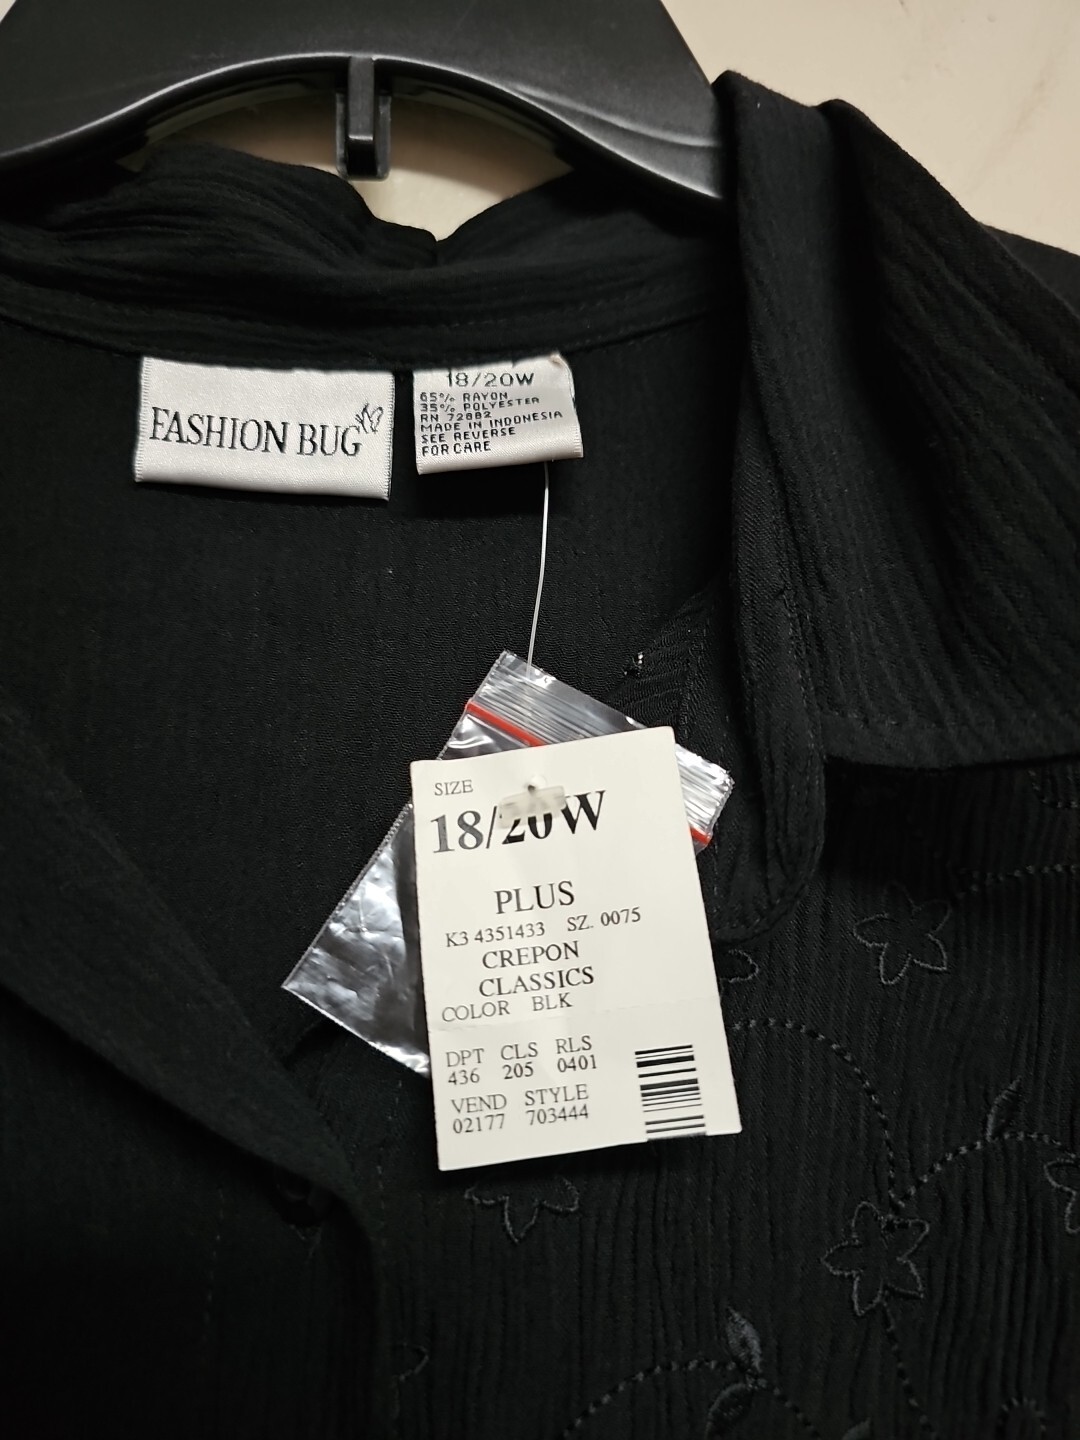 FASHION BUG
18/20W
65% RAYON
35% POLYESTER
RN 72882
MADE IN INDONESIA
SEE REVERSE
FOR CARE
SIZE
18/20W
PLUS
K3 4351433 SZ. 0075
CREPON
CLASSICS
COLOR BLK
DPT CLS RLS
436 205 0401
VEND STYLE
02177 703444